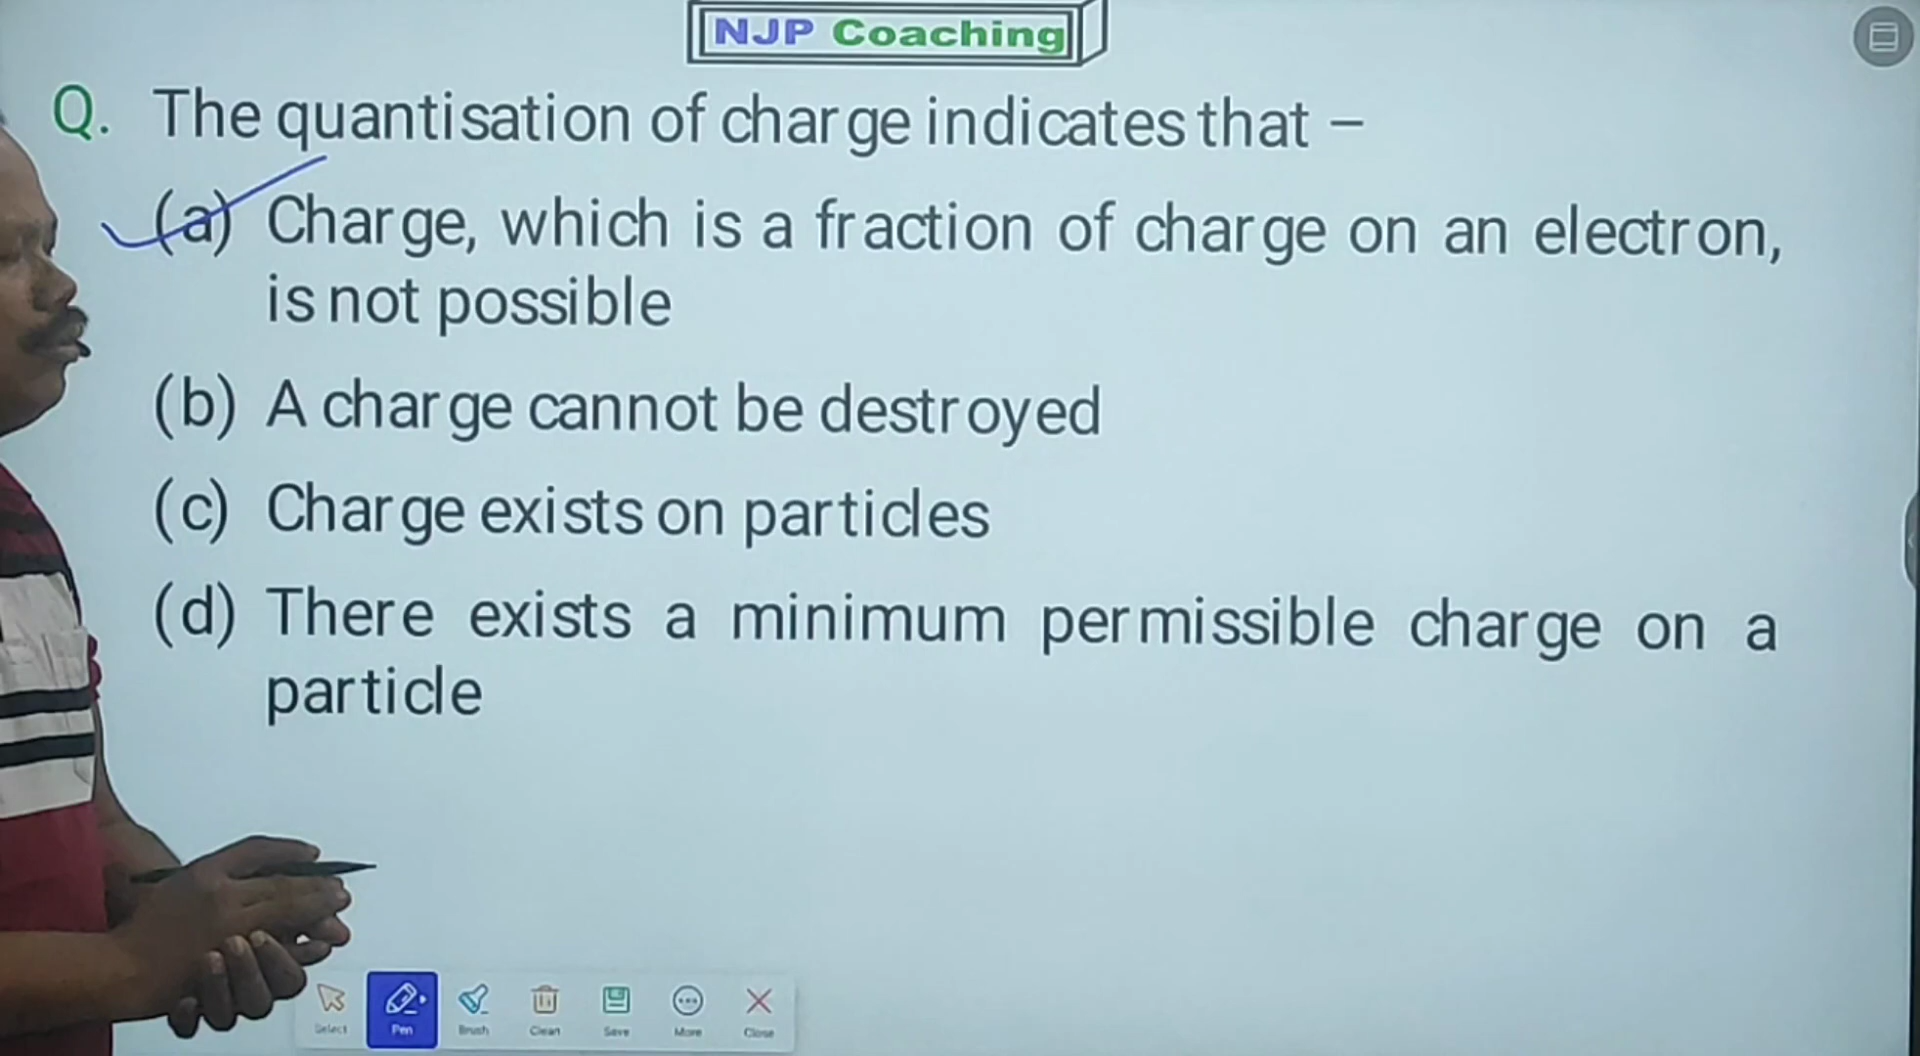 NJP Coaching
Q. The quantisation of charge indicates that –
(a) Charge, which is a fraction of charge on an electron,
is not possible
(b) A charge cannot be destroyed
(c) Charge exists on particles
(d) There exists a minimum permissible charge on a
particle
Select Pen Brush Clean Save More Close